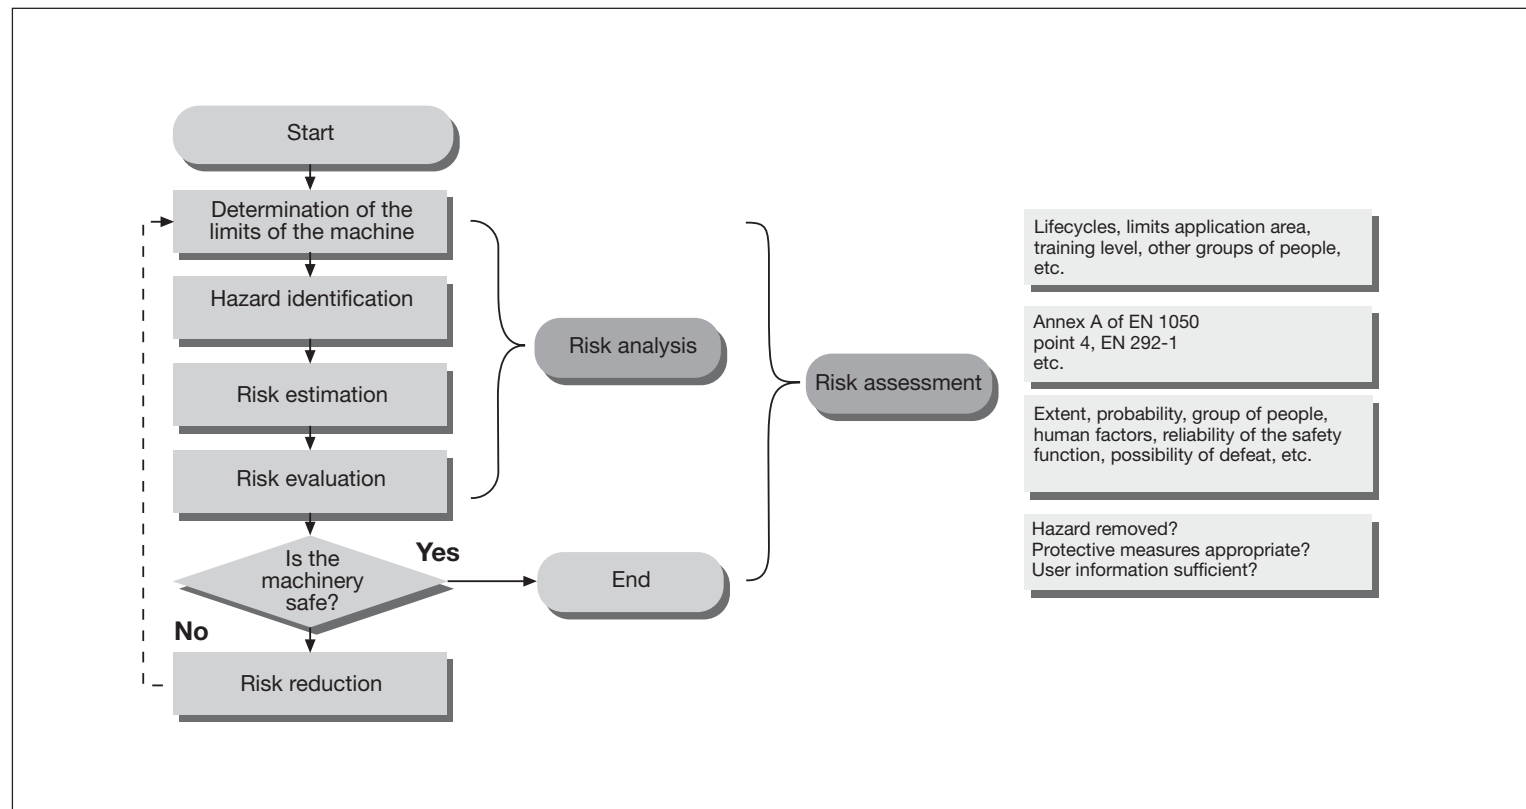 Start
Determination of the
limits of the machine
Hazard identification
Risk estimation
Risk evaluation
Is the
machinery
safe?
Yes
No
Risk reduction
End
Risk analysis
Risk assessment
Lifecycles, limits application area,
training level, other groups of people,
etc.
Annex A of EN 1050
point 4, EN 292-1
etc.
Extent, probability, group of people,
human factors, reliability of the safety
function, possibility of defeat, etc.
Hazard removed?
Protective measures appropriate?
User information sufficient?